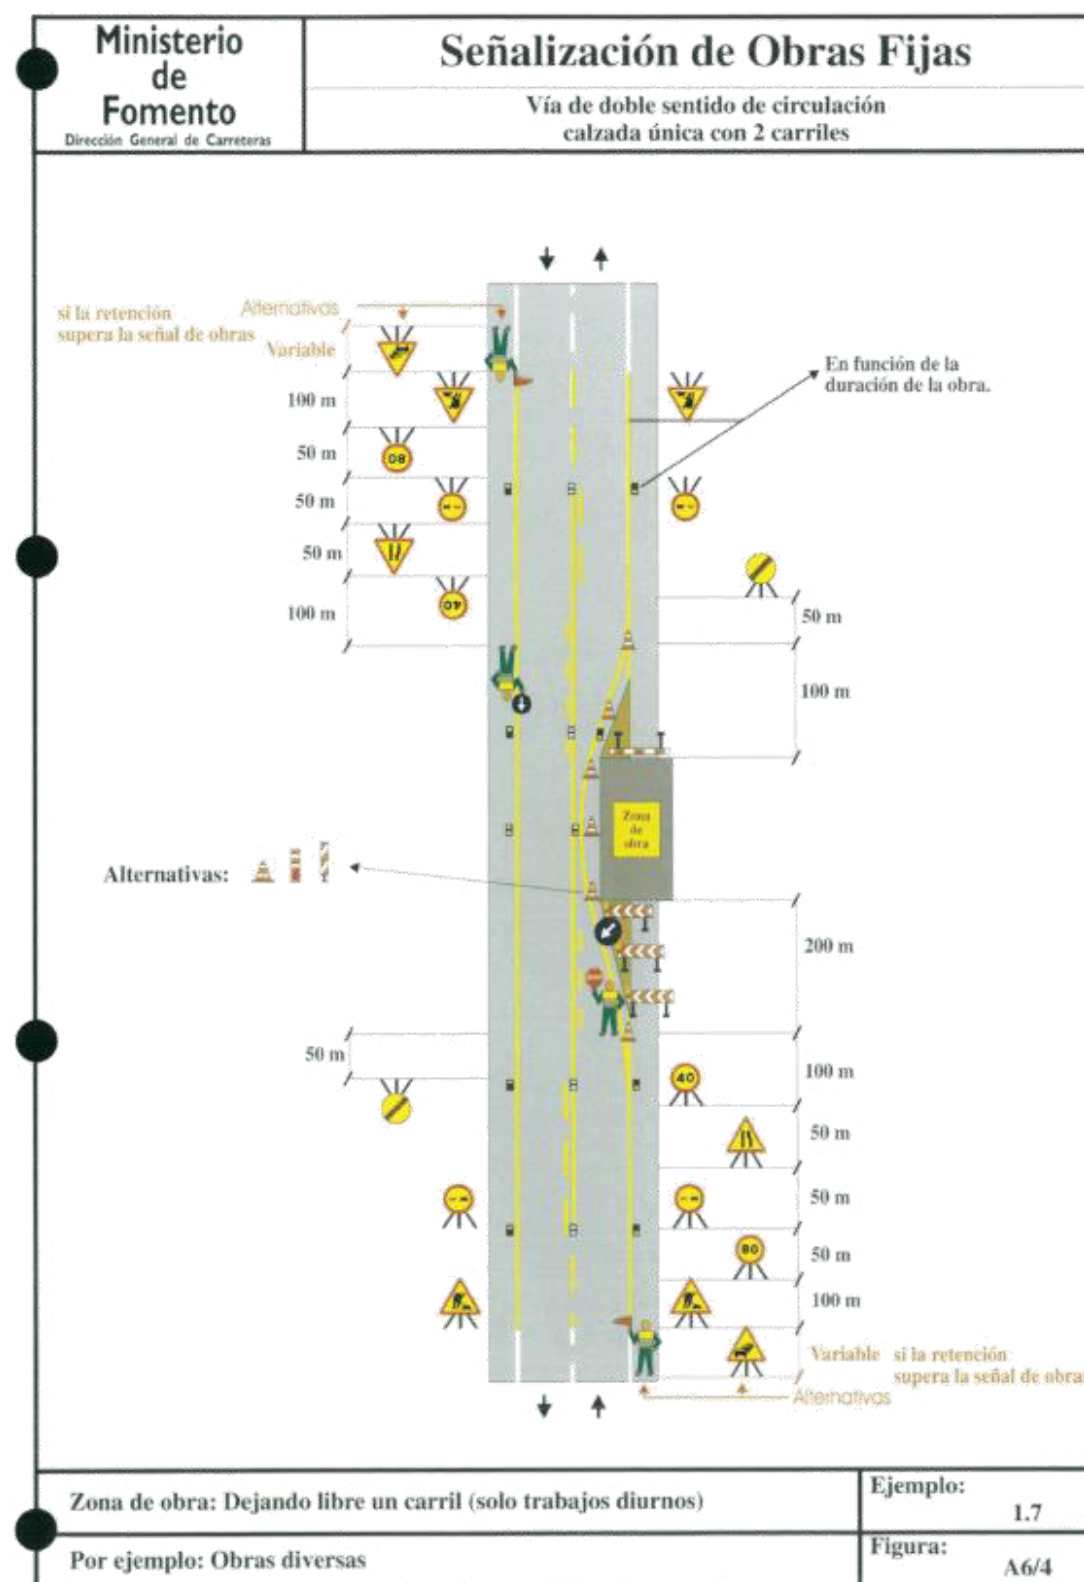 Ministerio
de
Fomento
Dirección General de Carreteras
Señalización de Obras Fijas
Vía de doble sentido de circulación
calzada única con 2 carriles
si la retención
supera la señal de obras
Alternativas
Variable
100 m
50 m
50 m
50 m
100 m
80
40
En función de la
duración de la obra.
50 m
100 m
Zona
de
obra
Alternativas:
200 m
50 m
100 m
40
50 m
50 m
80
50 m
100 m
Variable
si la retención
supera la señal de obras
Alternativas
Zona de obra: Dejando libre un carril (solo trabajos diurnos)
Ejemplo:
1.7
Por ejemplo: Obras diversas
Figura:
A6/4